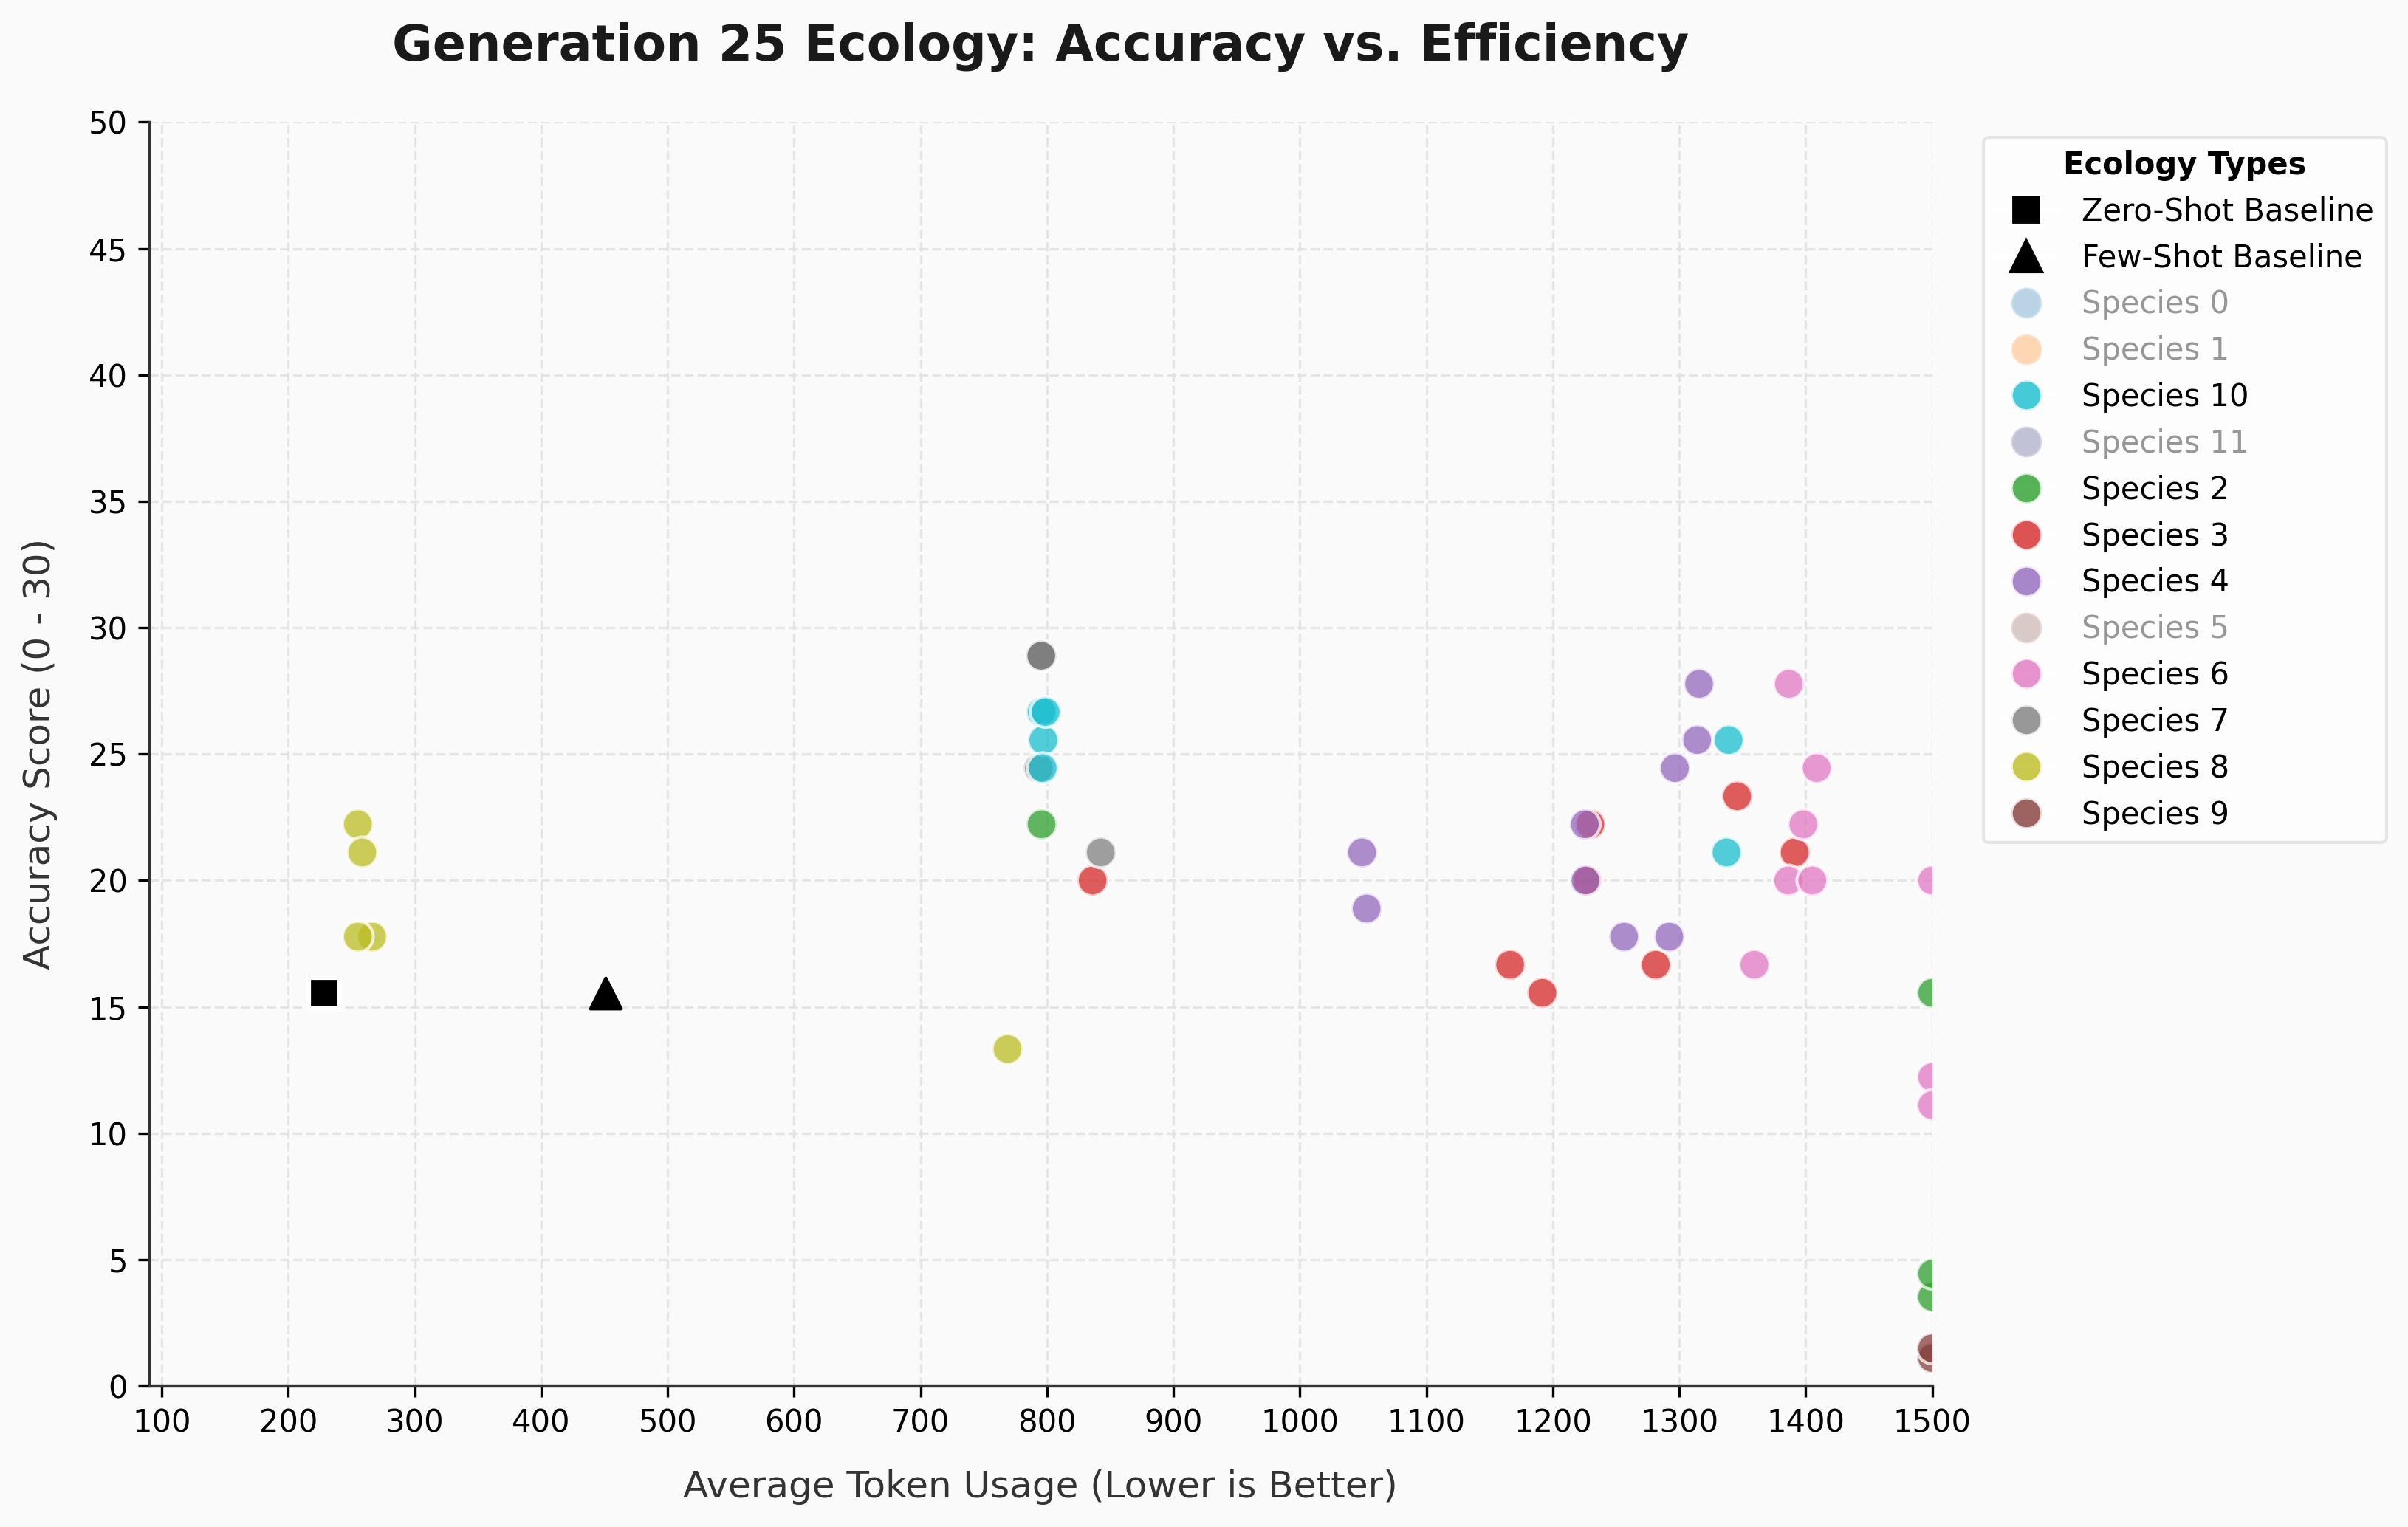 Generation 25 Ecology: Accuracy vs. Efficiency
Accuracy Score (0 - 30)
50
45
40
35
30
25
20
15
10
5
0
100 200 300 400 500 600 700 800 900 1000 1100 1200 1300 1400 1500
Average Token Usage (Lower is Better)
Ecology Types
Zero-Shot Baseline
Few-Shot Baseline
Species 0
Species 1
Species 10
Species 11
Species 2
Species 3
Species 4
Species 5
Species 6
Species 7
Species 8
Species 9